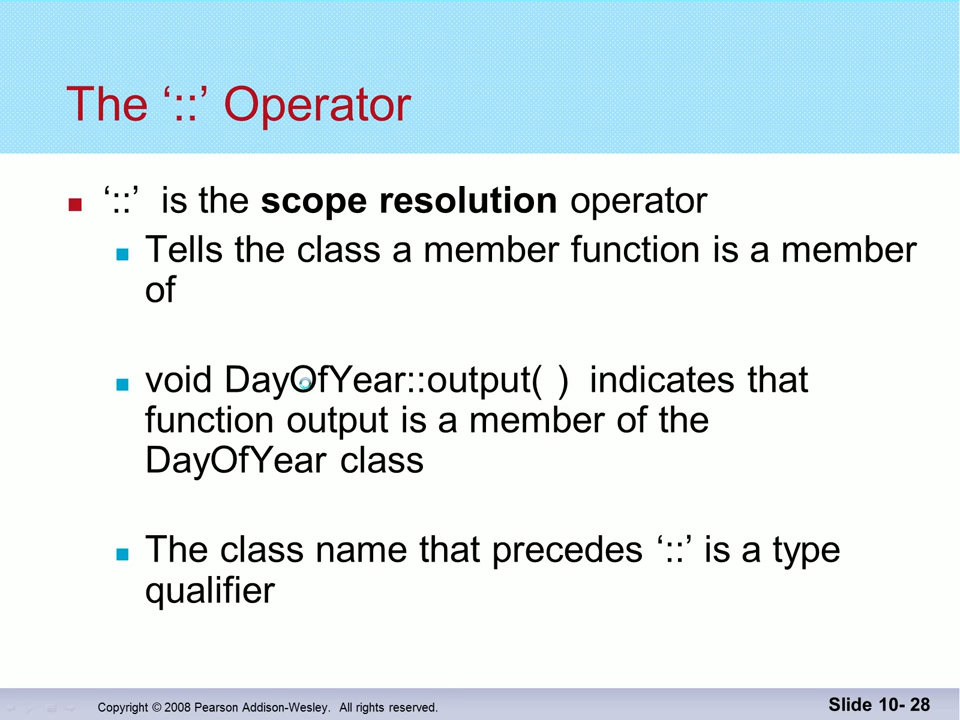 The ‘::’ Operator
‘::’ is the scope resolution operator
Tells the class a member function is a member
of
void DayOfYear::output( ) indicates that
function output is a member of the
DayOfYear class
The class name that precedes ‘::’ is a type
qualifier
Copyright © 2008 Pearson Addison-Wesley. All rights reserved.
Slide 10- 28